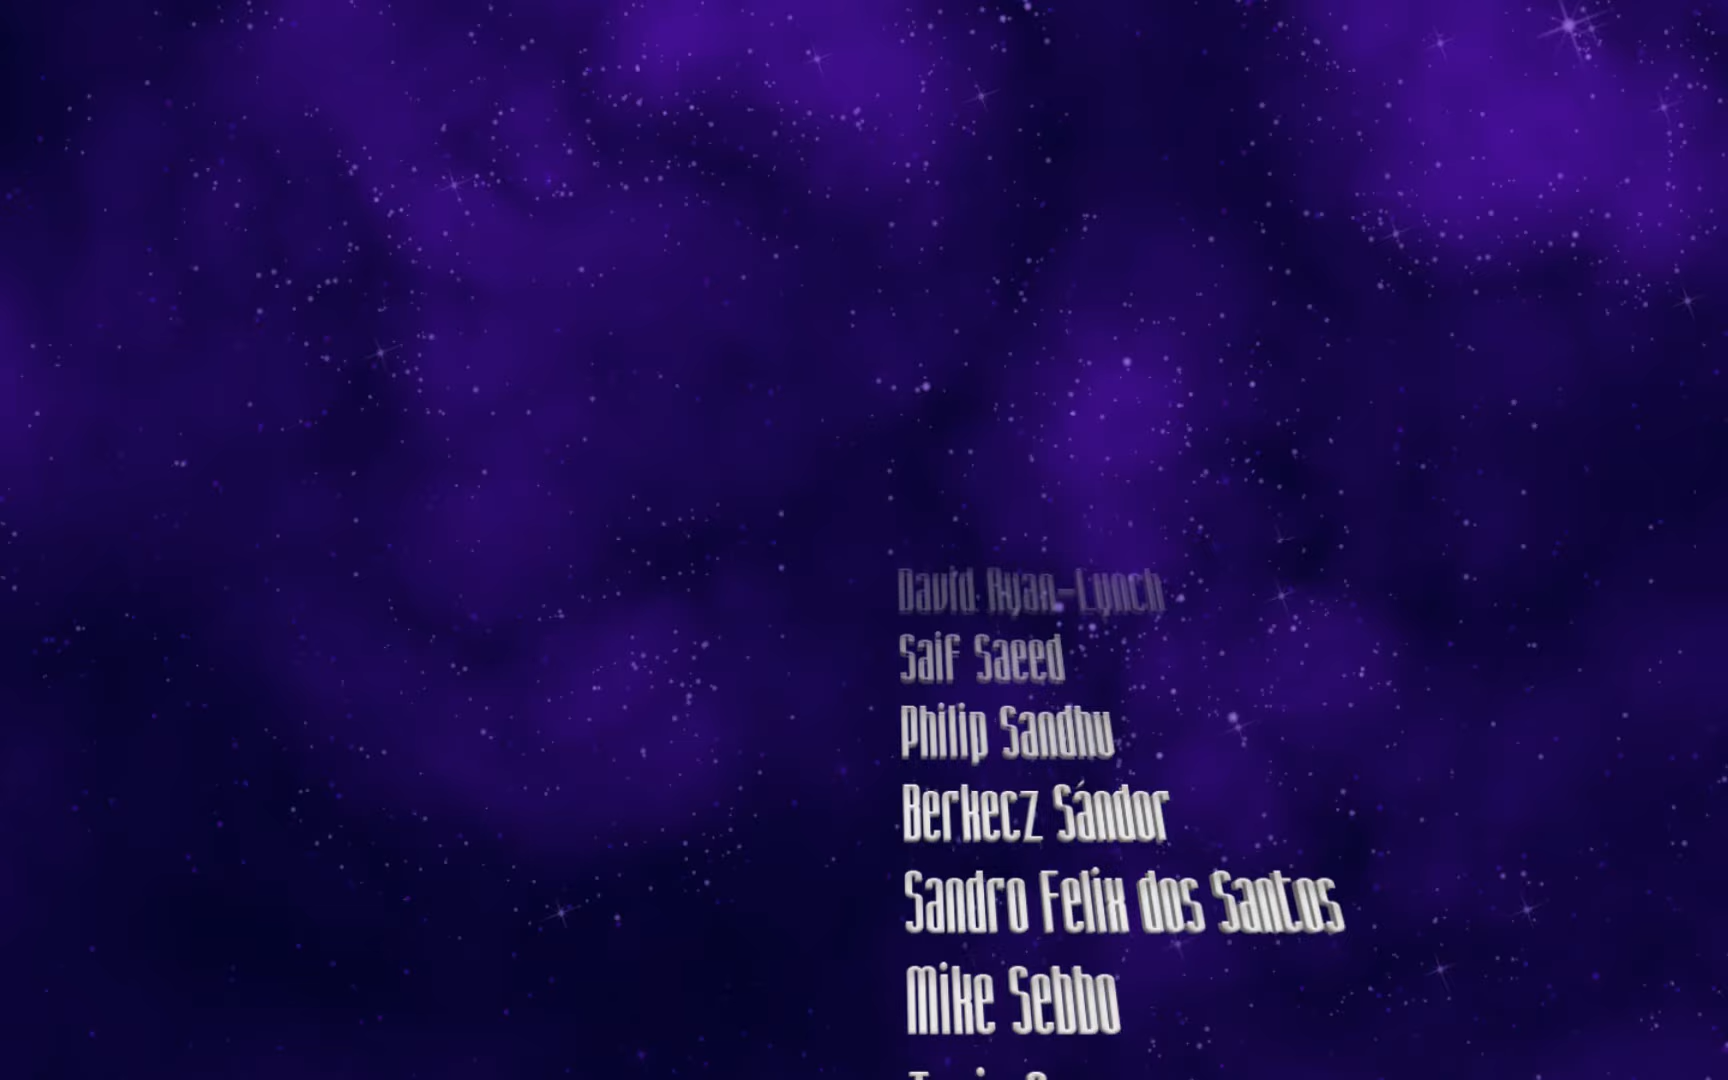 David Ryan-Lynch
Saif Saeed
Philip Sandhu
Berkecz Sándor
Sandro Felix dos Santos
Mike Sebbo